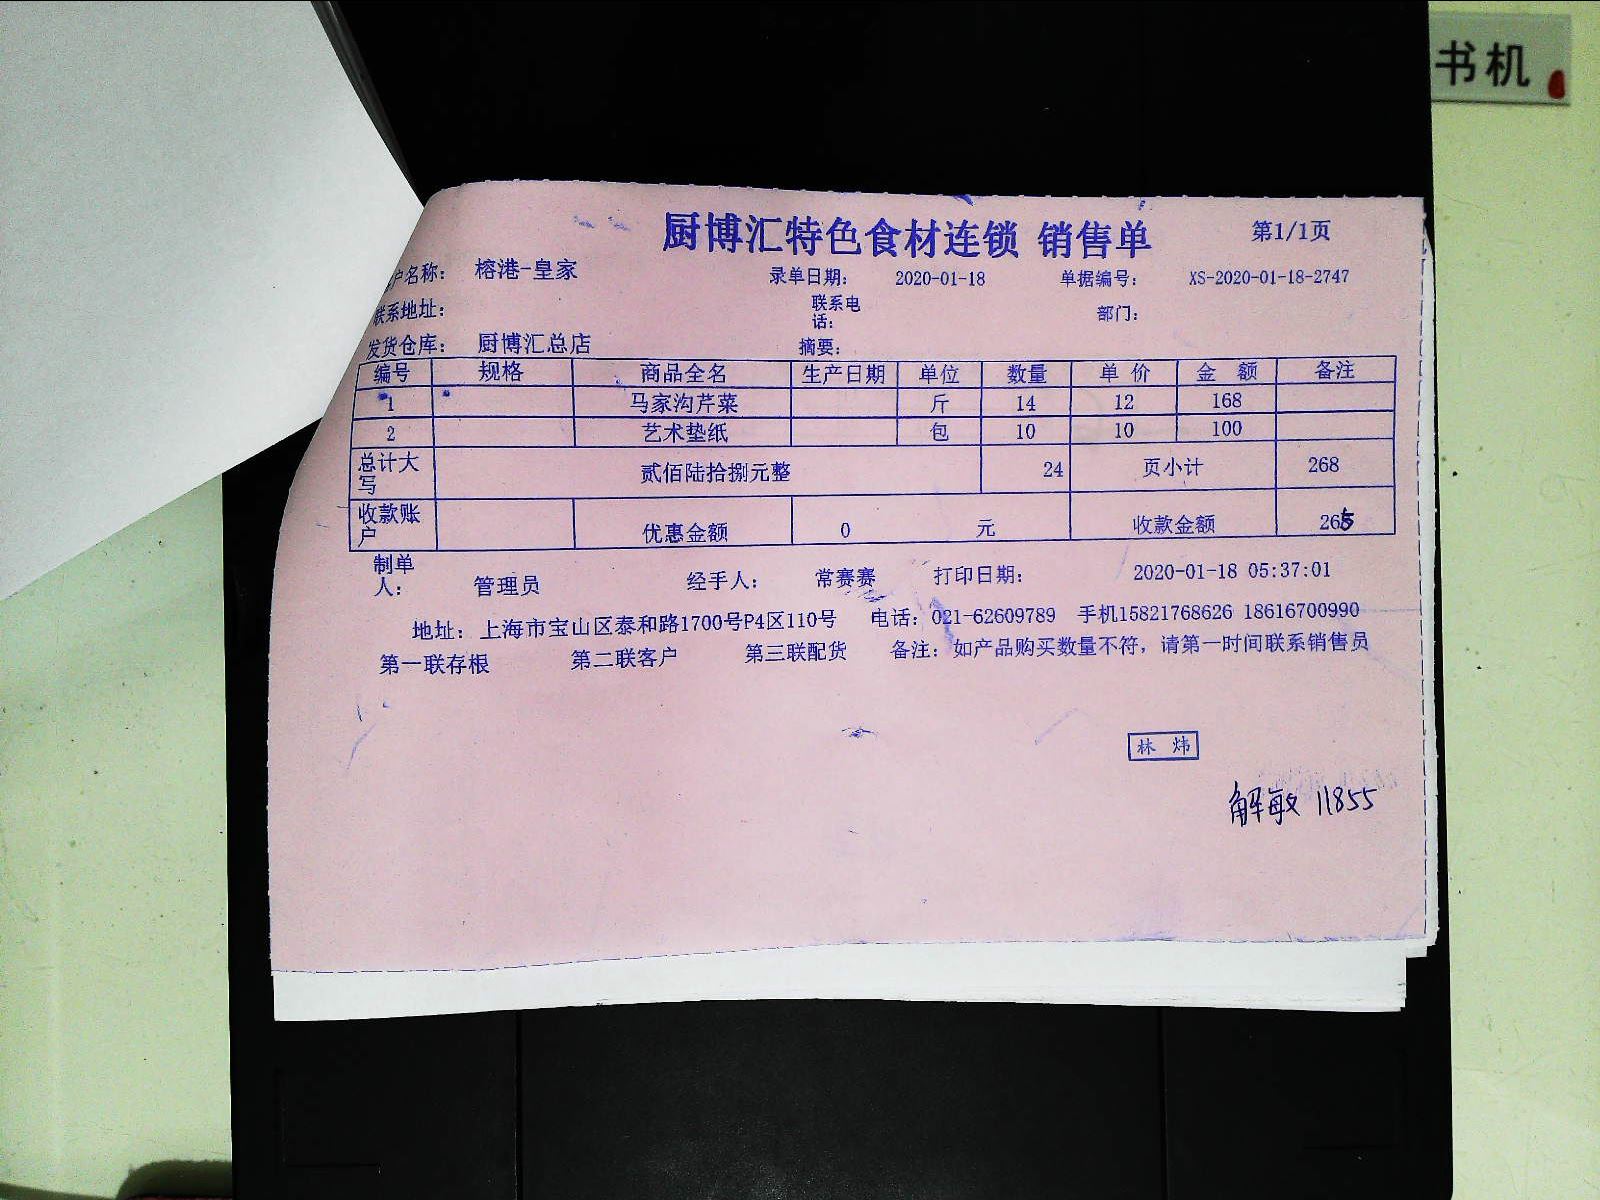 书机
厨博汇特色食材连锁 销售单 第1/1页
户名称： 榕港-皇家 录单日期： 2020-01-18 单据编号： XS-2020-01-18-2747
联系地址： 联系电话： 部门：
发货仓库： 厨博汇总店 摘要：
编号 规格 商品全名 生产日期 单位 数量 单价 金额 备注
1 马家沟芹菜 斤 14 12 168
2 艺术垫纸 包 10 10 100
总计大写 贰佰陆拾捌元整 24 页小计 268
收款账户 优惠金额 0 元 收款金额 265
制单人： 管理员 经手人： 常赛赛 打印日期： 2020-01-18 05:37:01
地址：上海市宝山区泰和路1700号P4区110号 电话：021-62609789 手机15821768626 18616700990
第一联存根 第二联客户 第三联配货 备注：如产品购买数量不符，请第一时间联系销售员
林炜
解敏 11855